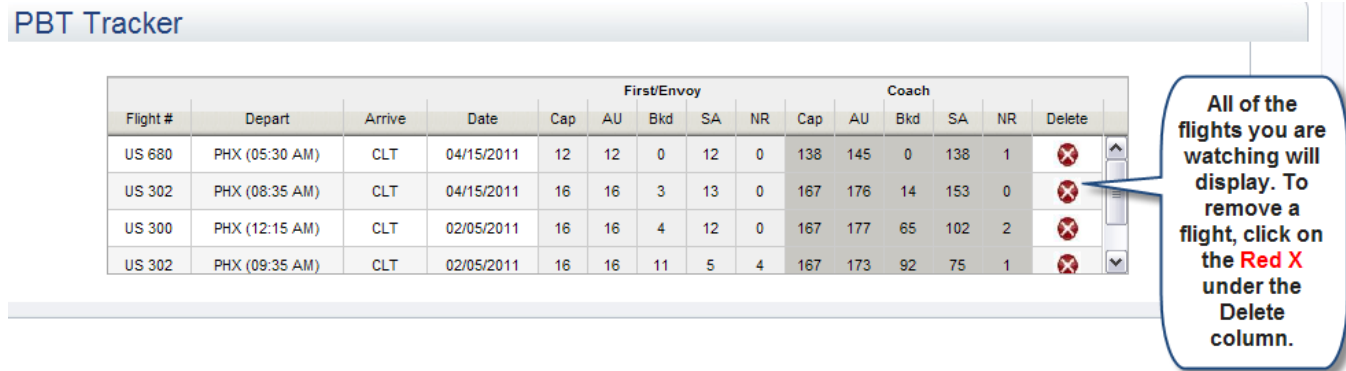 PBT Tracker
First/Envoy Coach
Flight # Depart Arrive Date Cap AU Bkd SA NR Cap AU Bkd SA NR Delete
US 680 PHX (05:30 AM) CLT 04/15/2011 12 12 0 12 0 138 145 0 138 1
US 302 PHX (08:35 AM) CLT 04/15/2011 16 16 3 13 0 167 176 14 153 0
US 300 PHX (12:15 AM) CLT 02/05/2011 16 16 4 12 0 167 177 65 102 2
US 302 PHX (09:35 AM) CLT 02/05/2011 16 16 11 5 4 167 173 92 75 1
All of the
flights you are
watching will
display. To
remove a
flight, click on
the Red X
under the
Delete
column.